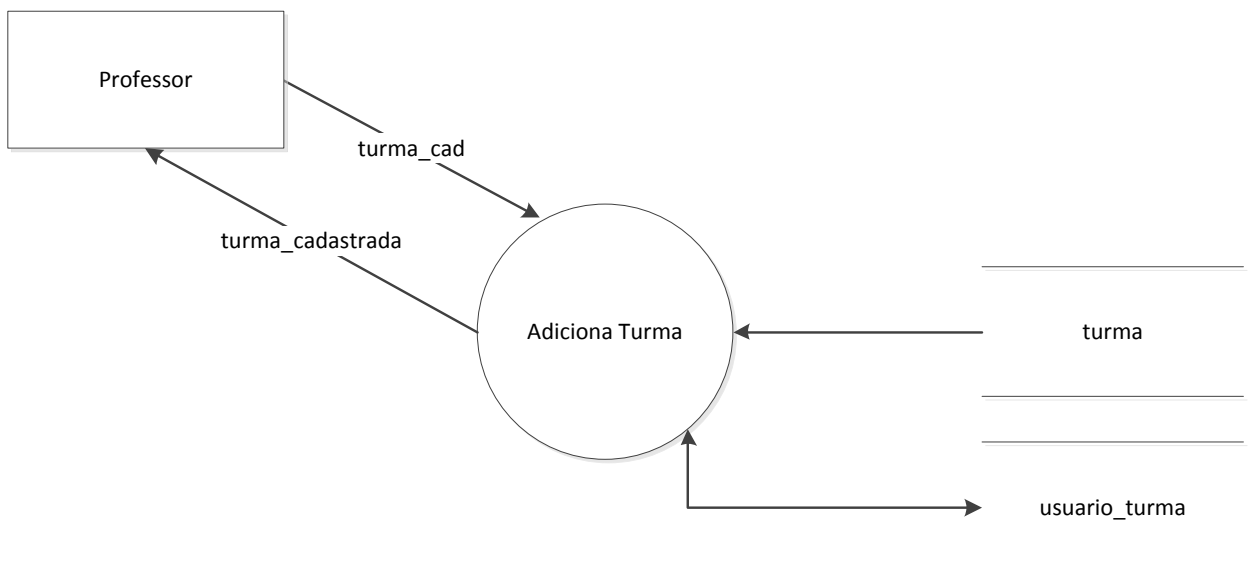 Professor
turma_cad
turma_cadastrada
Adiciona Turma
turma
usuario_turma